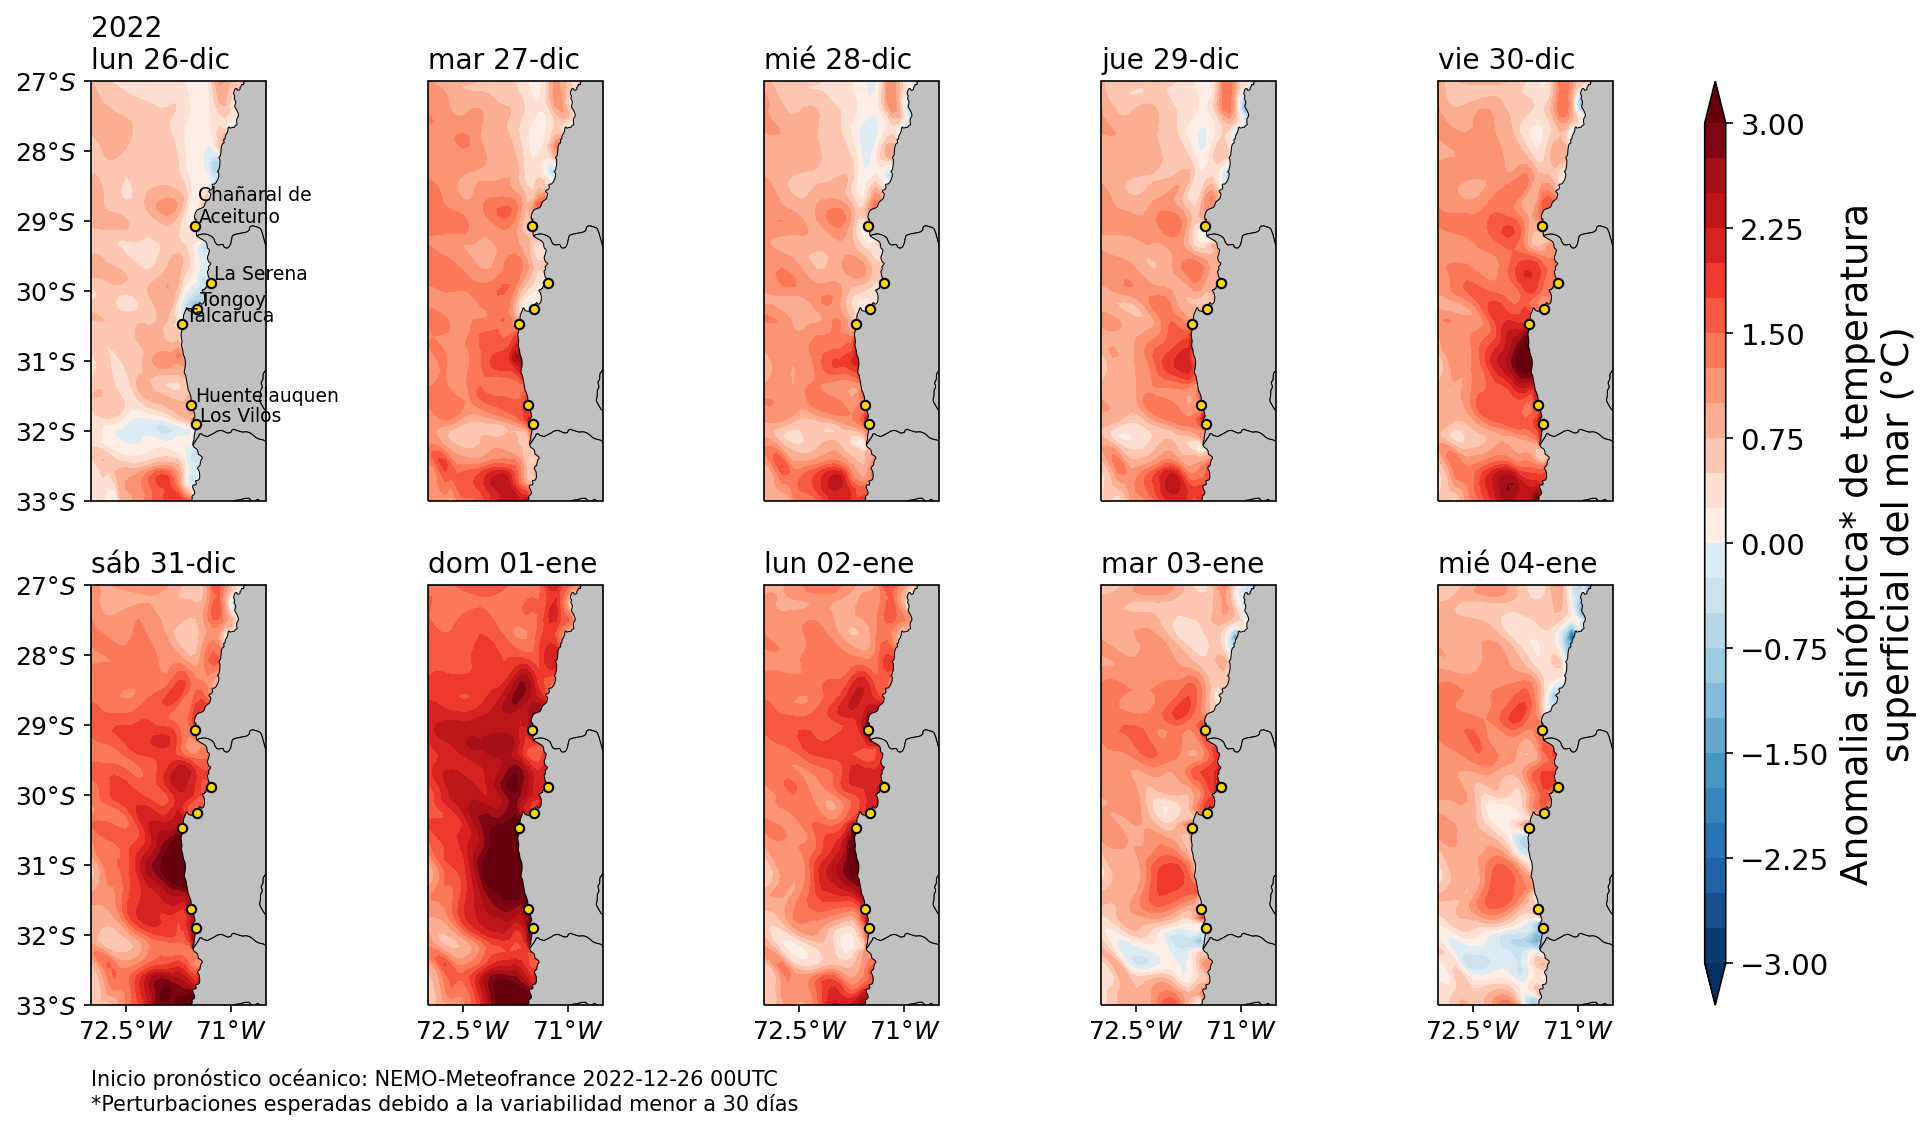 2022
lun 26-dic
mar 27-dic
mié 28-dic
jue 29-dic
vie 30-dic
27°S
28°S
29°S
30°S
31°S
32°S
33°S
Chañaral de
Aceituno
La Serena
Tongoy
Talcaruca
Huentelauquen
Los Vilos
3.00
2.25
1.50
0.75
0.00
−0.75
−1.50
−2.25
−3.00
Anomalia sinóptica* de temperatura
superficial del mar (°C)
sáb 31-dic
dom 01-ene
lun 02-ene
mar 03-ene
mié 04-ene
27°S
28°S
29°S
30°S
31°S
32°S
33°S
72.5°W 71°W
72.5°W 71°W
72.5°W 71°W
72.5°W 71°W
72.5°W 71°W
Inicio pronóstico océanico: NEMO-Meteofrance 2022-12-26 00UTC
*Perturbaciones esperadas debido a la variabilidad menor a 30 días